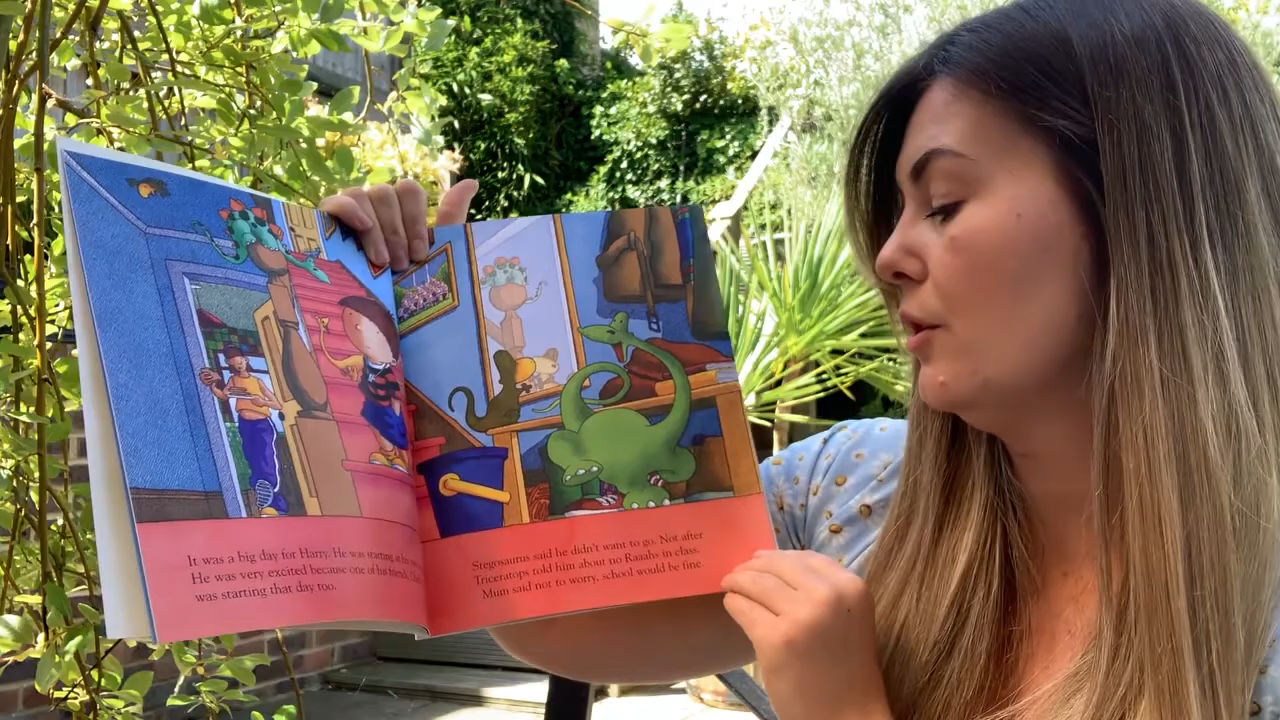 It was a big day for Harry. He was starting at his new
He was very excited because one of his friends,
was starting that day too.
Stegosaurus said he didn't want to go. Not after
Triceratops told him about no Raaahs in class.
Mum said not to worry, school would be fine.